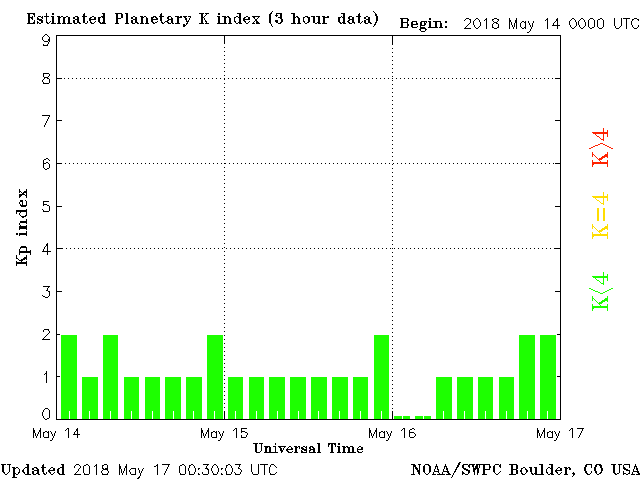 Estimated Planetary K index (3 hour data)
Begin: 2018 May 14 0000 UTC
9
8
7
6
5
4
3
2
1
0
Kp index
K>4
K=4
K<4
May 14
May 15
May 16
May 17
Universal Time
Updated 2018 May 17 00:30:03 UTC
NOAA/SWPC Boulder, CO USA